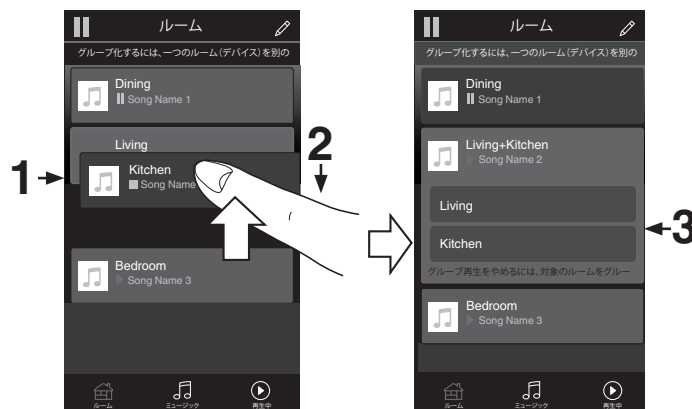 ルーム
グループ化するには、一つのルーム（デバイス）を別の
Dining
Song Name 1
Living
Kitchen
Song Name
Bedroom
Song Name 3
ルーム ミュージック 再生中
1
2
ルーム
グループ化するには、一つのルーム（デバイス）を別の
Dining
Song Name 1
Living+Kitchen
Song Name 2
Living
Kitchen
グループ再生をやめるには、対象のルームをグルー
Bedroom
Song Name 3
ルーム ミュージック 再生中
3